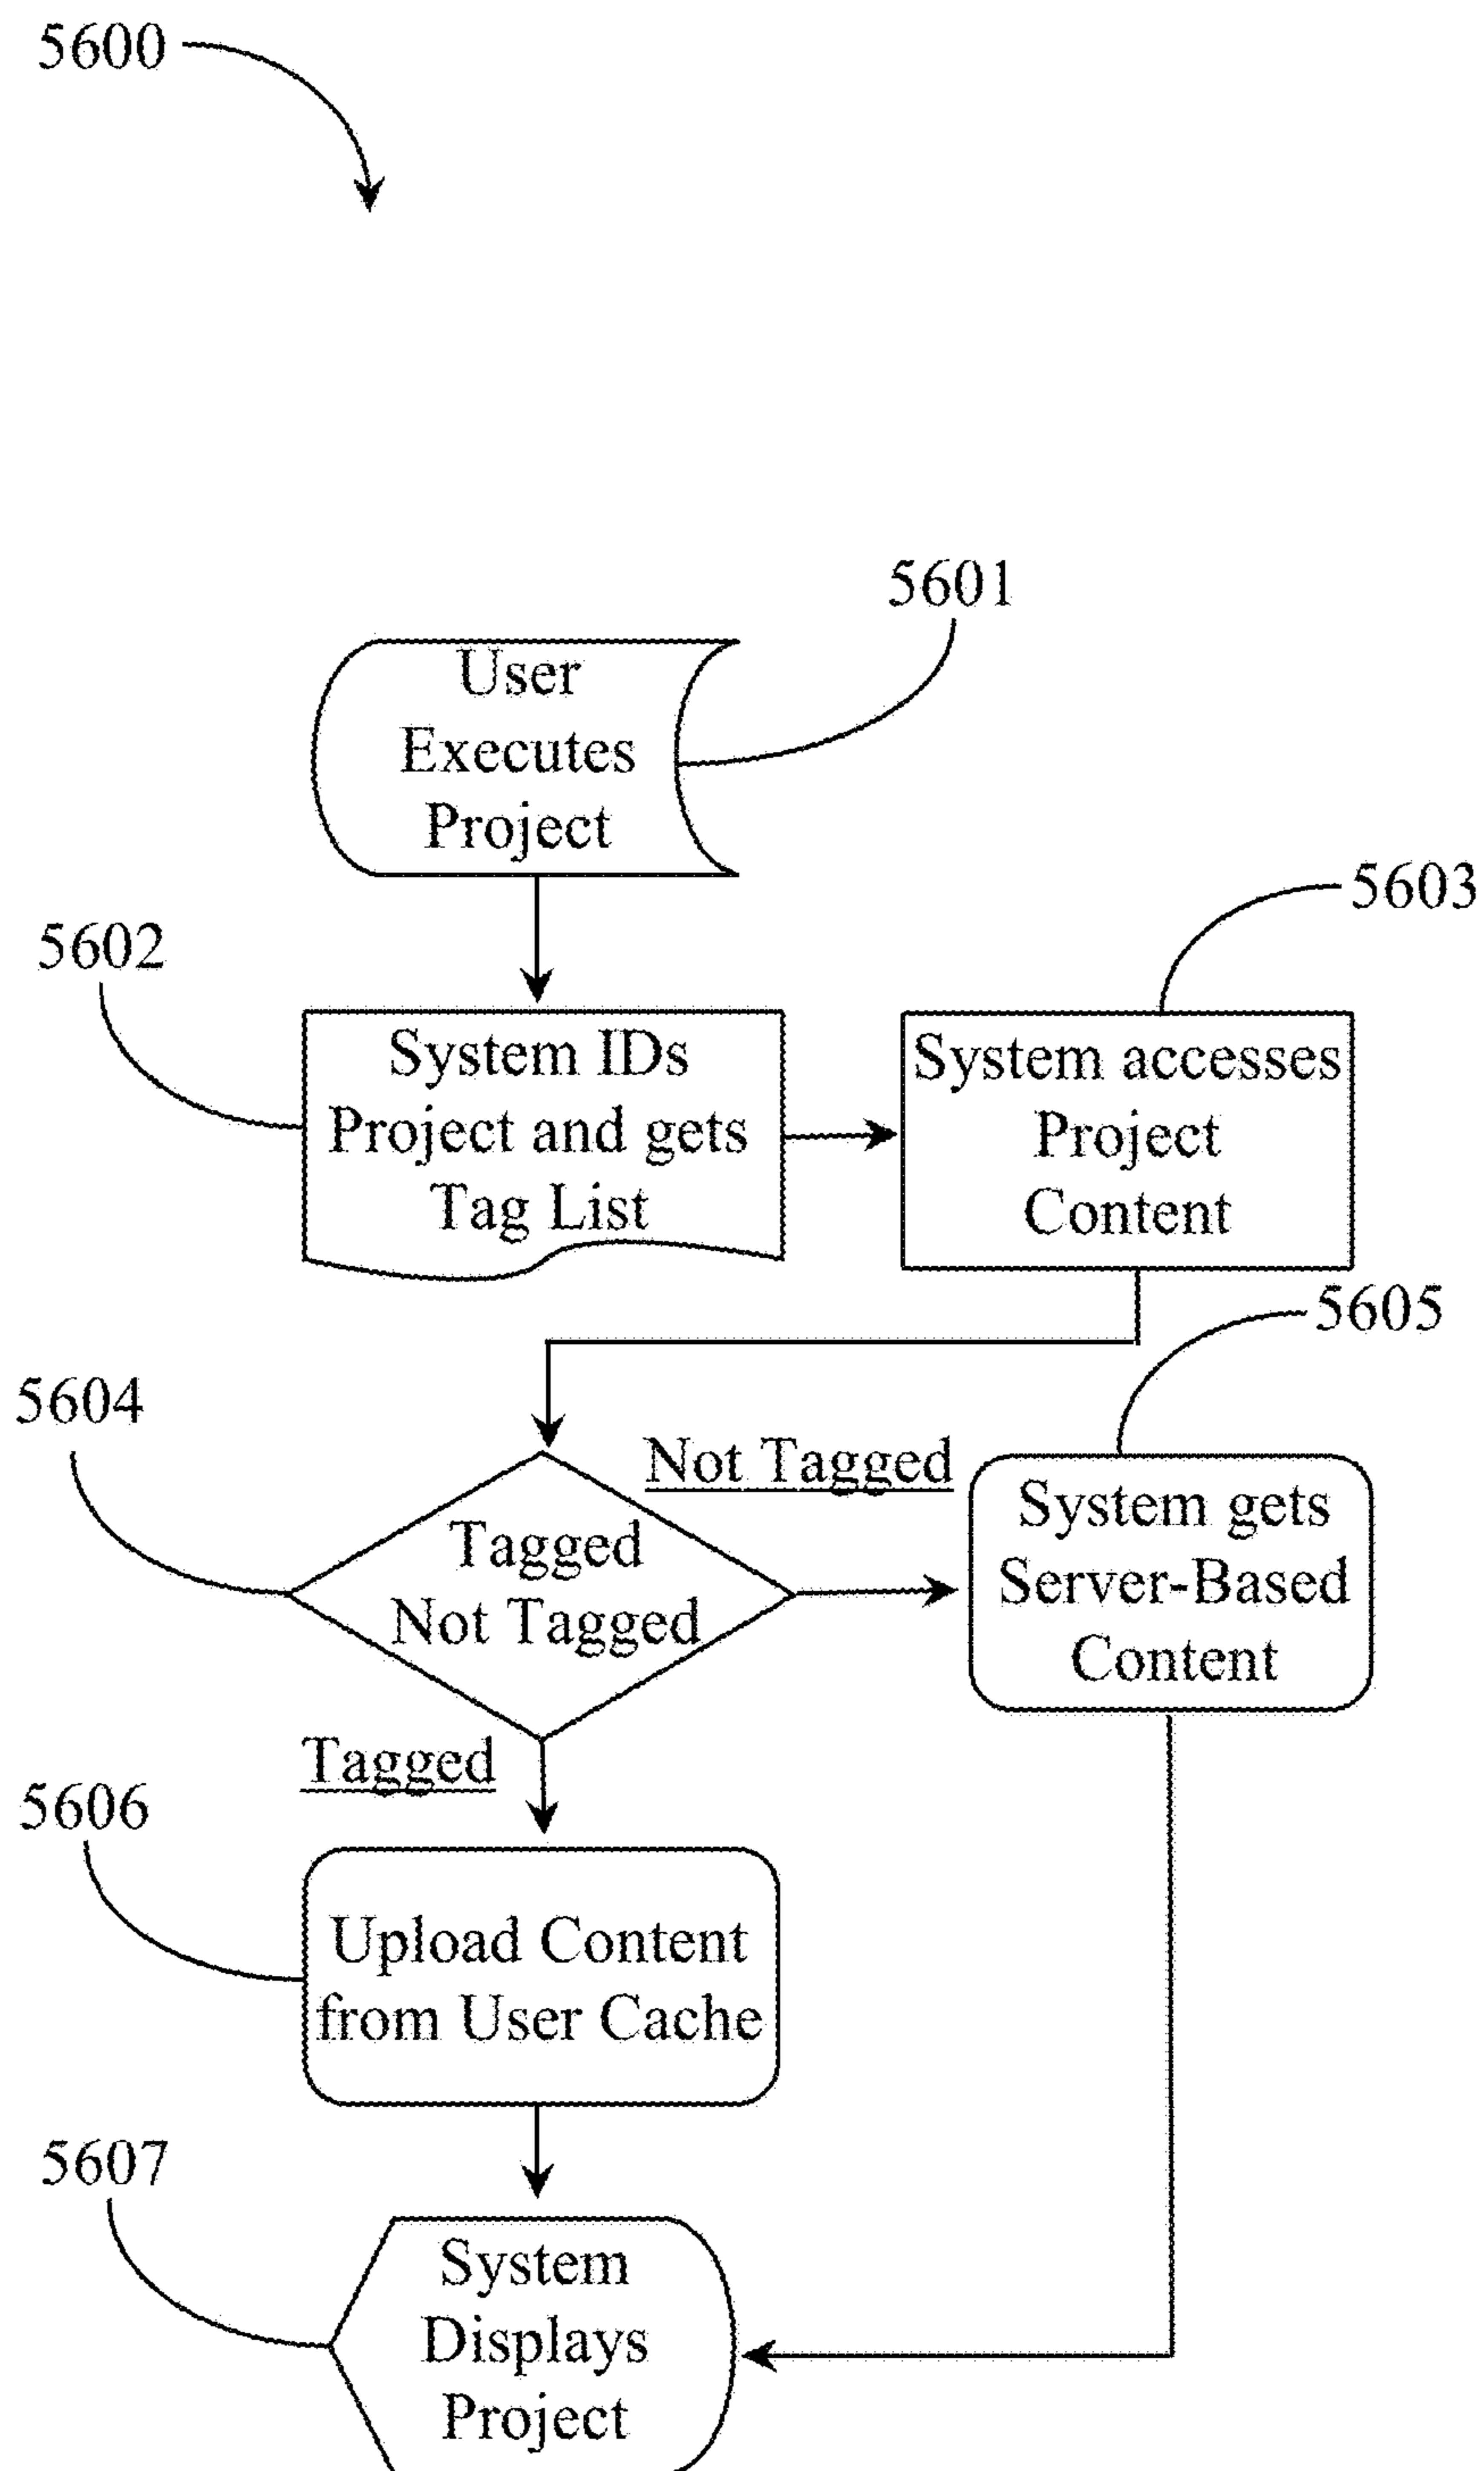 5600
5601
User
Executes
Project
5603
5602
System IDs
Project and gets
Tag List
System accesses
Project
Content
5605
5604
Not Tagged
Tagged
Not Tagged
System gets
Server-Based
Content
Tagged
5606
Upload Content
from User Cache
5607
System
Displays
Project